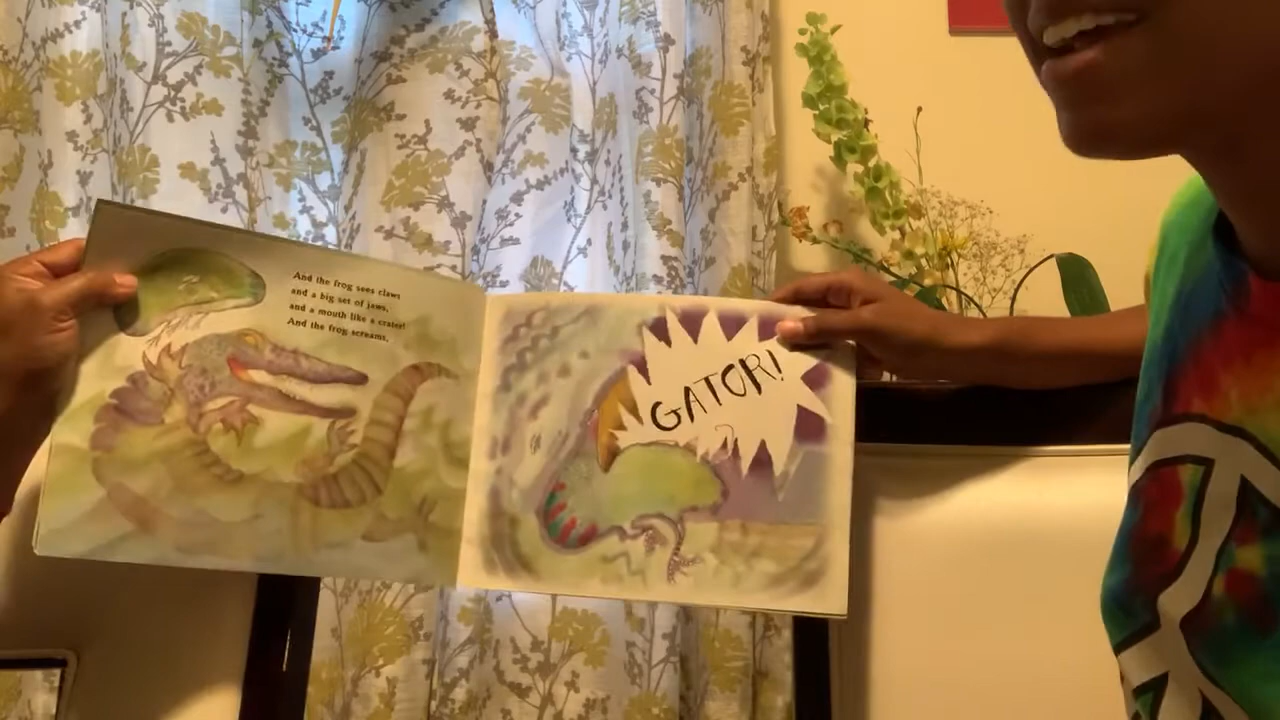 And the frog sees claws
and a big set of jaws,
and a mouth like a crater!
And the frog screams,
GATOR!